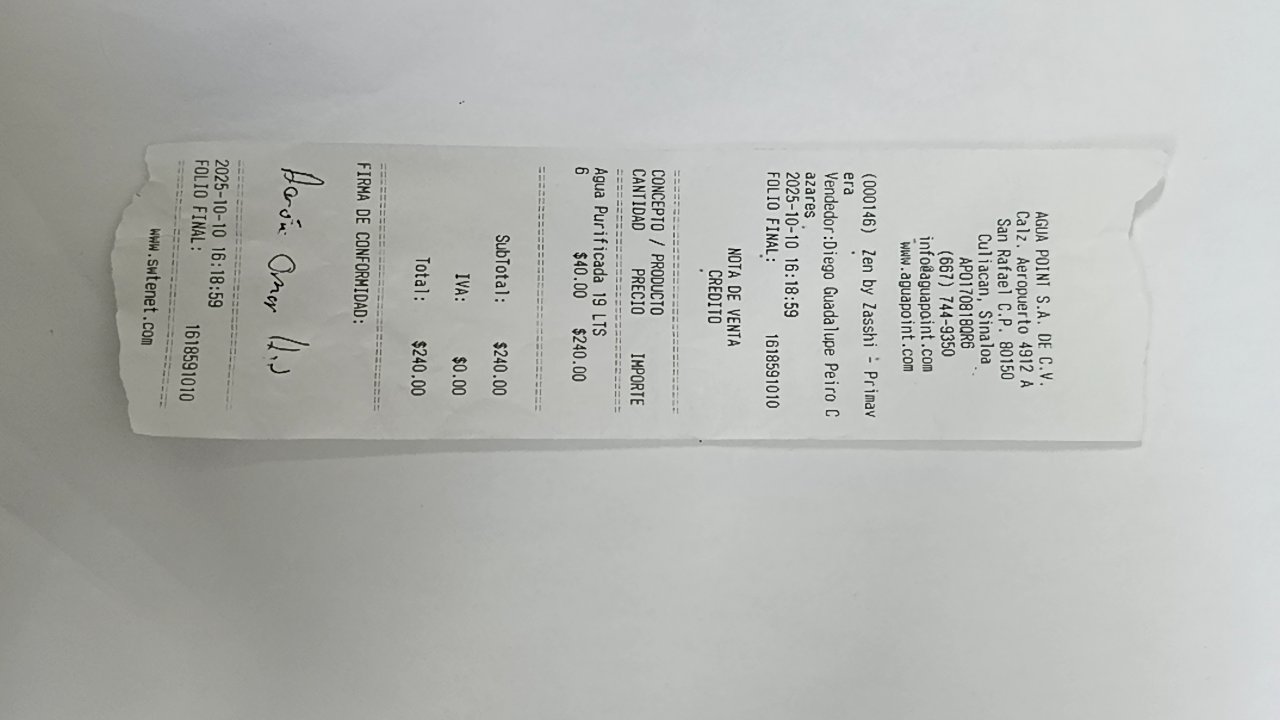 AGUA POINT S.A. DE C.V.
Calz. Aeropuerto 4912 A
San Rafael C.P. 80150
Culiacan, Sinaloa
APO170818QR6
(667) 744-9350
info@aguapoint.com
www.aguapoint.com
(000146) Zen by Zasshi - Primav
era
Vendedor:Diego Guadalupe Peiro C
azares
2025-10-10 16:18:59
FOLIO FINAL: 1618591010
NOTA DE VENTA
CREDITO
CONCEPTO / PRODUCTO
CANTIDAD PRECIO IMPORTE
Agua Purificada 19 LTS
6 $40.00 $240.00
SubTotal: $240.00
IVA: $0.00
Total: $240.00
FIRMA DE CONFORMIDAD:
2025-10-10 16:18:59
FOLIO FINAL: 1618591010
www.swtenet.com